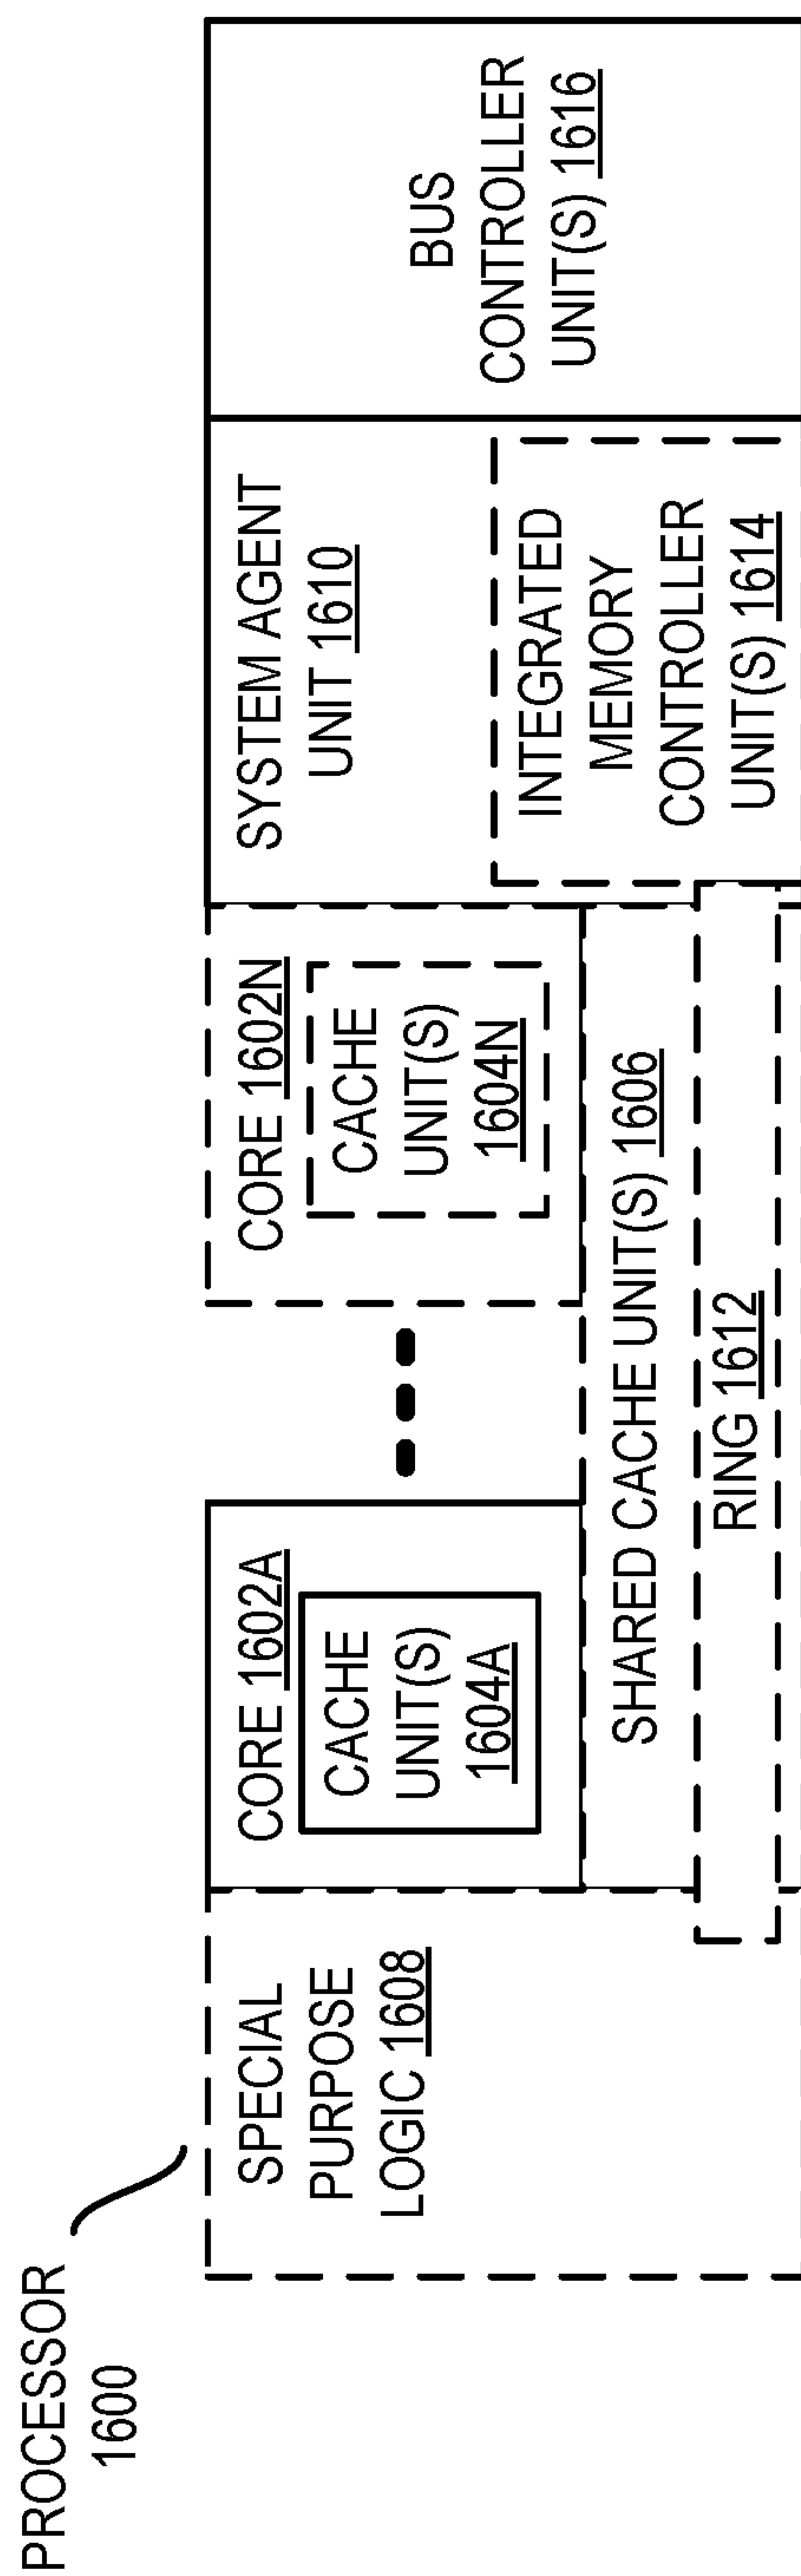 PROCESSOR
1600
SPECIAL
PURPOSE
LOGIC 1608
CORE 1602A
CACHE
UNIT(S)
1604A
CORE 1602N
CACHE
UNIT(S)
1604N
SHARED CACHE UNIT(S) 1606
RING 1612
SYSTEM AGENT
UNIT 1610
INTEGRATED
MEMORY
CONTROLLER
UNIT(S) 1614
BUS
CONTROLLER
UNIT(S) 1616